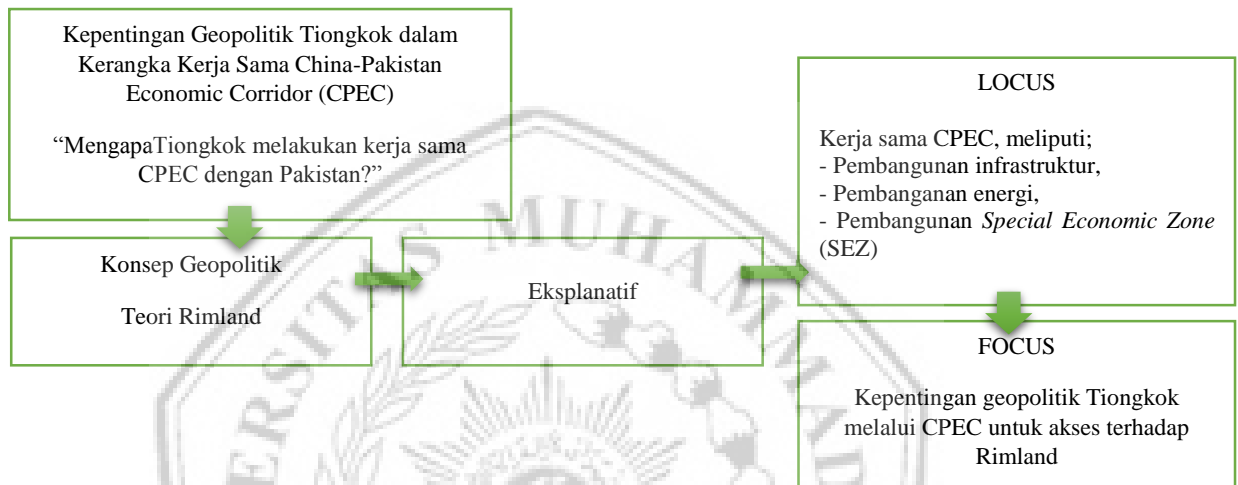 Kepentingan Geopolitik Tiongkok dalam
Kerangka Kerja Sama China-Pakistan
Economic Corridor (CPEC)
“MengapaTiongkok melakukan kerja sama
CPEC dengan Pakistan?”
Konsep Geopolitik
Teori Rimland
Eksplanatif
LOCUS
Kerja sama CPEC, meliputi;
- Pembangunan infrastruktur,
- Pembanganan energi,
- Pembangunan Special Economic Zone
(SEZ)
FOCUS
Kepentingan geopolitik Tiongkok
melalui CPEC untuk akses terhadap
Rimland
ERSITAS MUHAMMAD